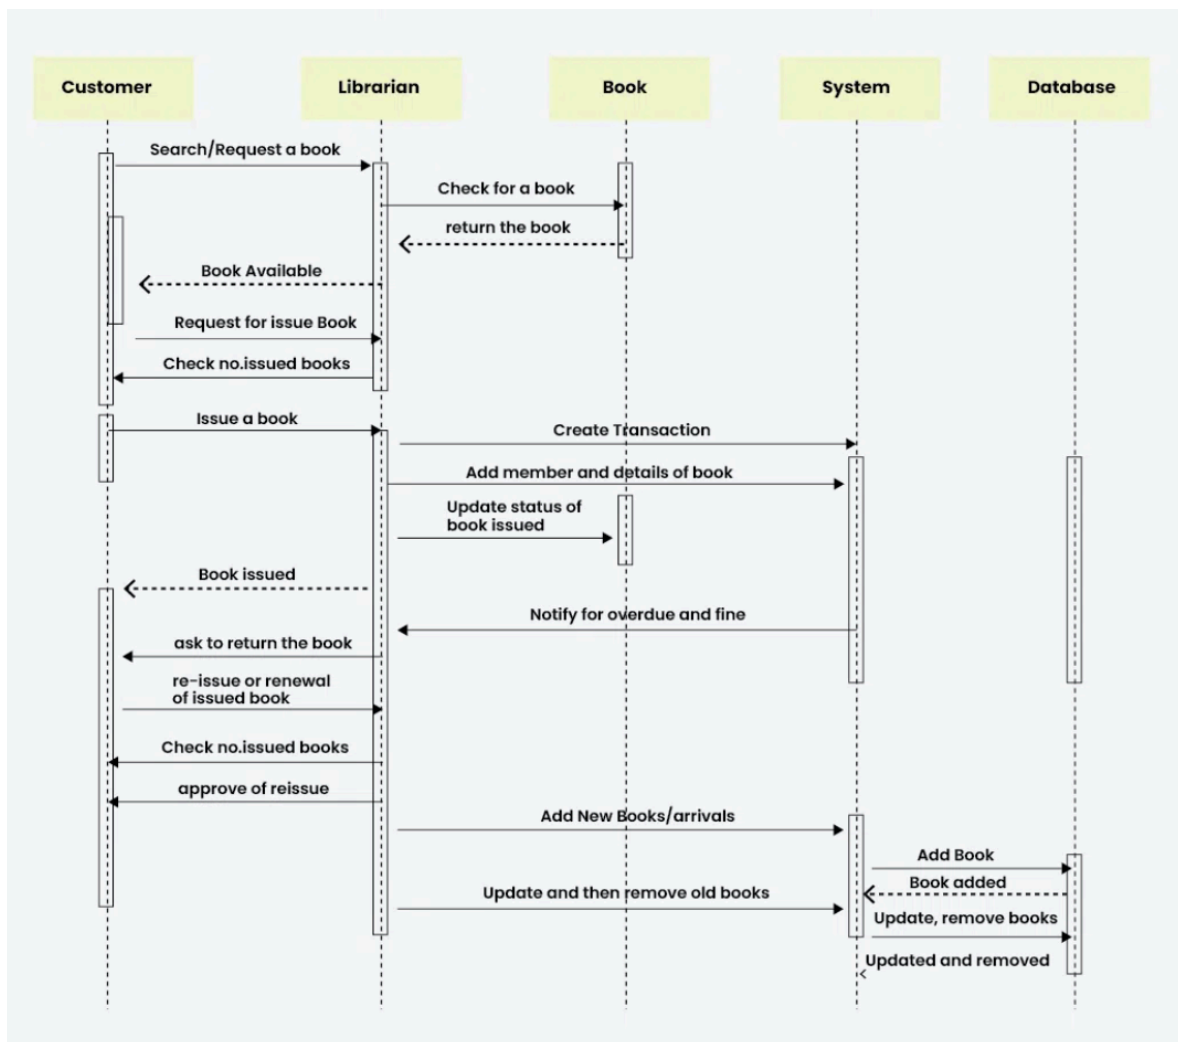 Customer
Librarian
Book
System
Database
Search/Request a book
Check for a book
return the book
Book Available
Request for issue Book
Check no.issued books
Issue a book
Create Transaction
Add member and details of book
Update status of
book issued
Book issued
Notify for overdue and fine
ask to return the book
re-issue or renewal
of issued book
Check no.issued books
approve of reissue
Add New Books/arrivals
Add Book
Book added
Update and then remove old books
Update, remove books
Updated and removed